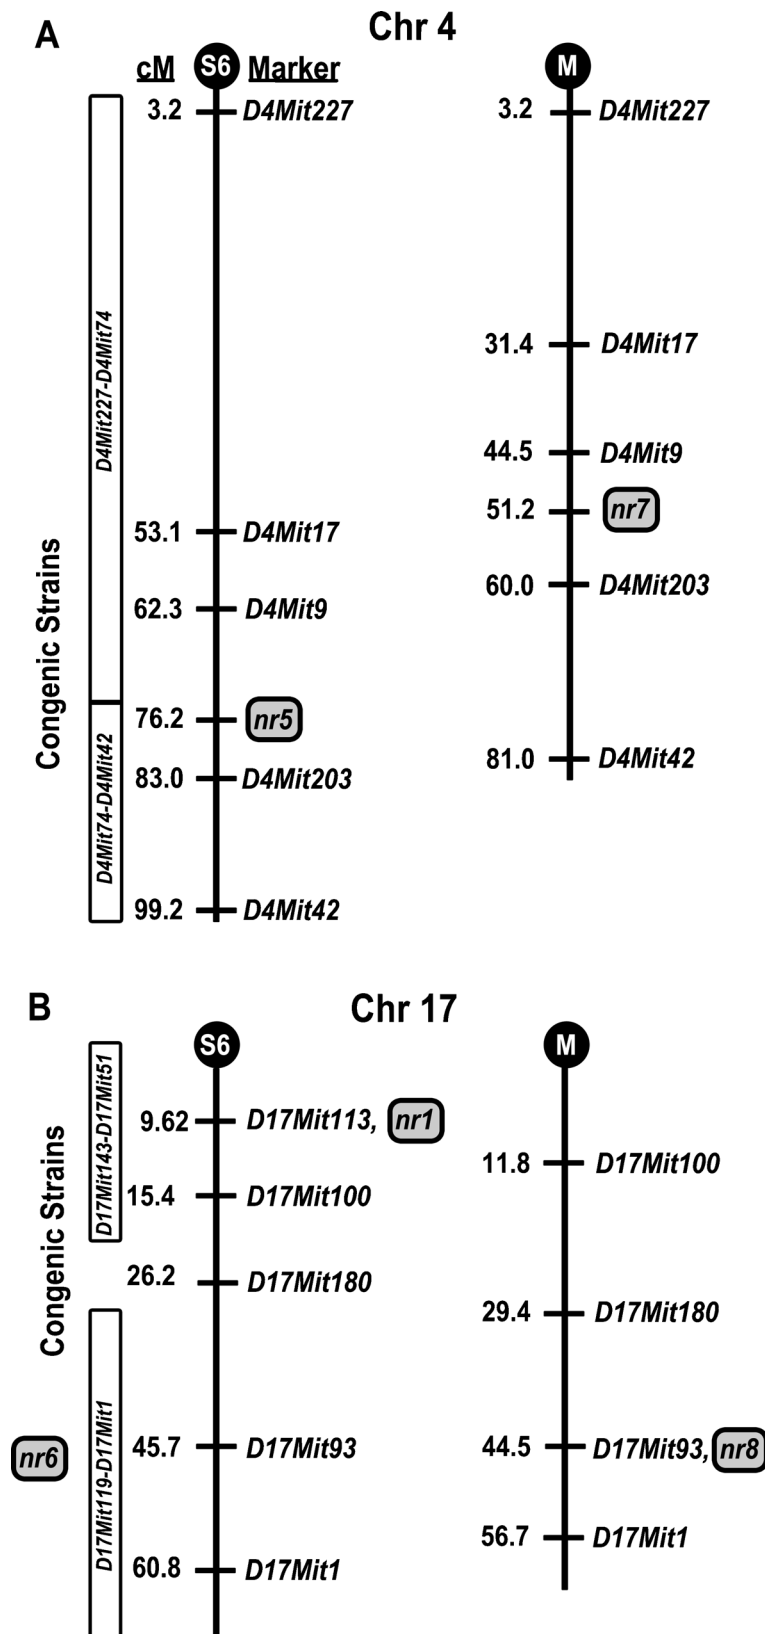 A
Chr 4
cM S6 Marker
M
3.2 D4Mit227
3.2 D4Mit227
D4Mit227-D4Mit74
31.4 D4Mit17
44.5 D4Mit9
51.2 nr7
53.1 D4Mit17
60.0 D4Mit203
62.3 D4Mit9
Congenic Strains
76.2 nr5
81.0 D4Mit42
83.0 D4Mit203
D4Mit74-D4Mit42
99.2 D4Mit42
B
Chr 17
S6
M
D17Mit143-D17Mit51
9.62 D17Mit113, nr1
11.8 D17Mit100
15.4 D17Mit100
Congenic Strains
26.2 D17Mit180
29.4 D17Mit180
nr6
D17Mit119-D17Mit1
45.7 D17Mit93
44.5 D17Mit93, nr8
56.7 D17Mit1
60.8 D17Mit1